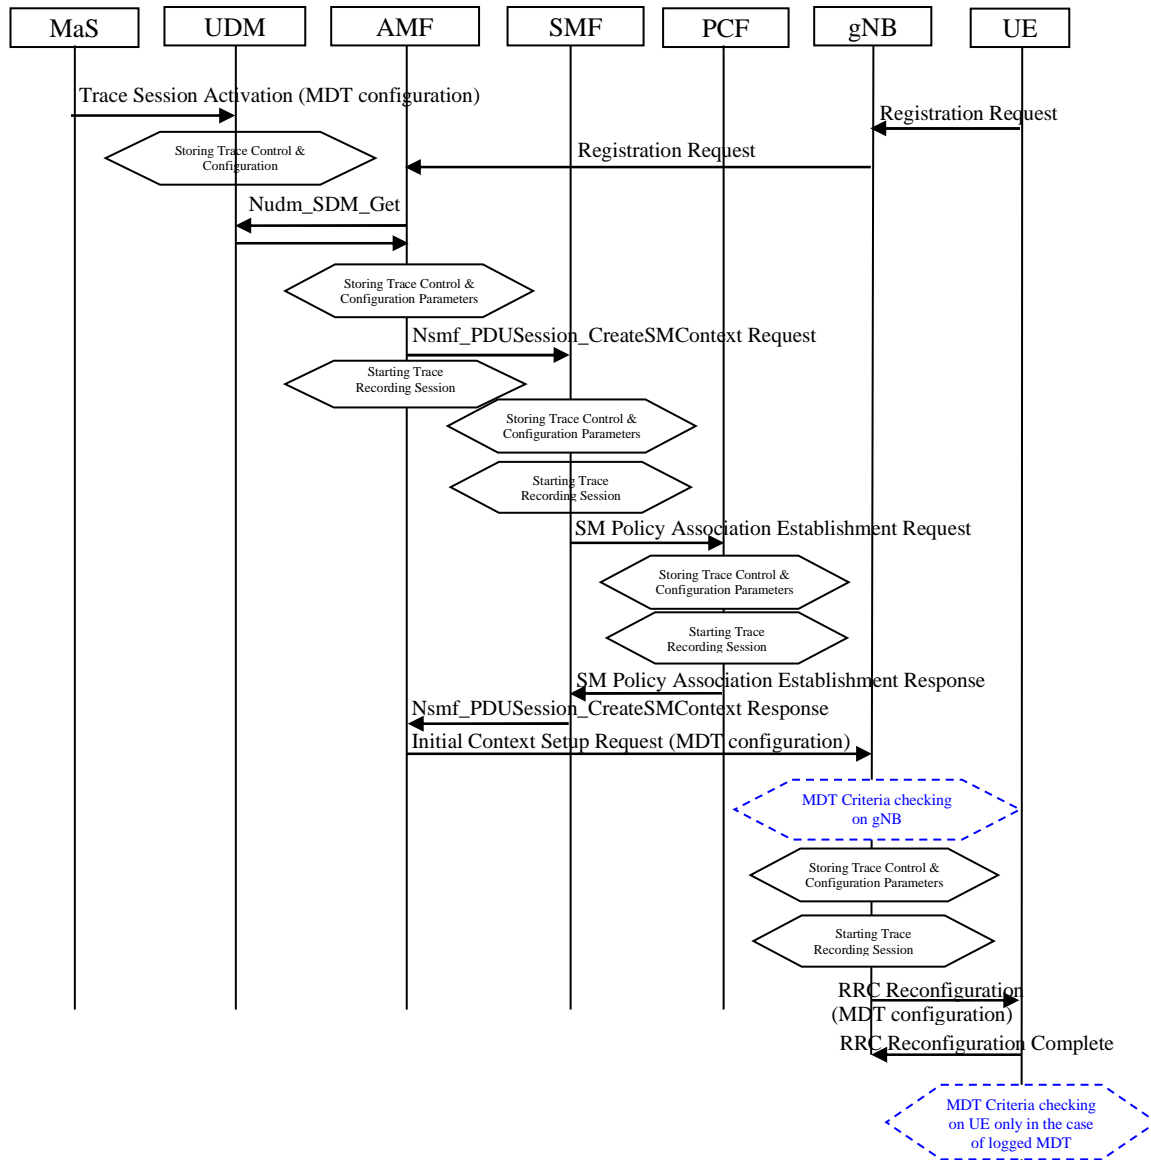 MaS UDM AMF SMF PCF gNB UE
Trace Session Activation (MDT configuration)
Registration Request
Storing Trace Control &
Configuration
Registration Request
Nudm_SDM_Get
Storing Trace Control &
Configuration Parameters
Nsmf_PDUSession_CreateSMContext Request
Starting Trace
Recording Session
Storing Trace Control &
Configuration Parameters
Starting Trace
Recording Session
SM Policy Association Establishment Request
Storing Trace Control &
Configuration Parameters
Starting Trace
Recording Session
SM Policy Association Establishment Response
Nsmf_PDUSession_CreateSMContext Response
Initial Context Setup Request (MDT configuration)
MDT Criteria checking
on gNB
Storing Trace Control &
Configuration Parameters
Starting Trace
Recording Session
RRC Reconfiguration
(MDT configuration)
RRC Reconfiguration Complete
MDT Criteria checking
on UE only in the case
of logged MDT